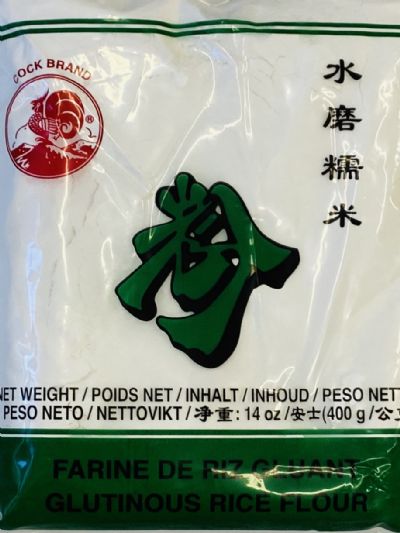 COCK BRAND
®
水磨糯米
粉
NET WEIGHT / POIDS NET / INHALT / INHOUD / PESO NETT
PESO NETO / NETTOVIKT / 净重: 14 oz /安士(400 g /公
FARINE DE RIZ GLUANT
GLUTINOUS RICE FLOUR